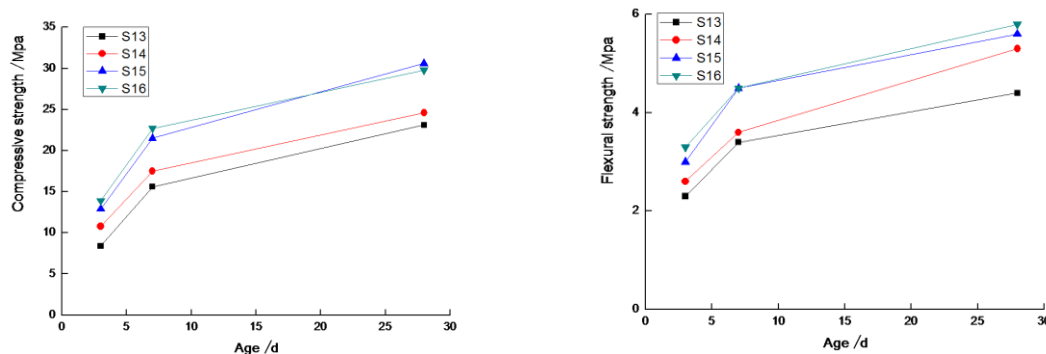 35
30
25
20
15
10
5
0
Compressive strength /Mpa
S13
S14
S15
S16
0 5 10 15 20 25 30
Age /d
6
4
2
0
Flexural strength /Mpa
S13
S14
S15
S16
0 5 10 15 20 25 30
Age /d